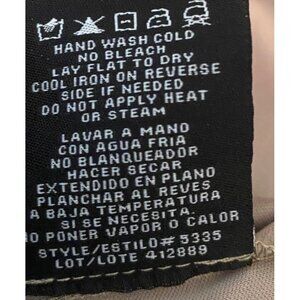 HAND WASH COLD
NO BLEACH
LAY FLAT TO DRY
COOL IRON ON REVERSE
SIDE IF NEEDED
DO NOT APPLY HEAT
OR STEAM
LAVAR A MANO
CON AGUA FRIA
NO BLANQUEADOR
HACER SECAR
EXTENDIDO EN PLANO
PLANCHAR AL REVES
A BAJA TEMPERATURA
SI SE NECESITA.
NO PONER VAPOR O CALOR
STYLE/ESTILO# 5335
LOT/LOTE 412889